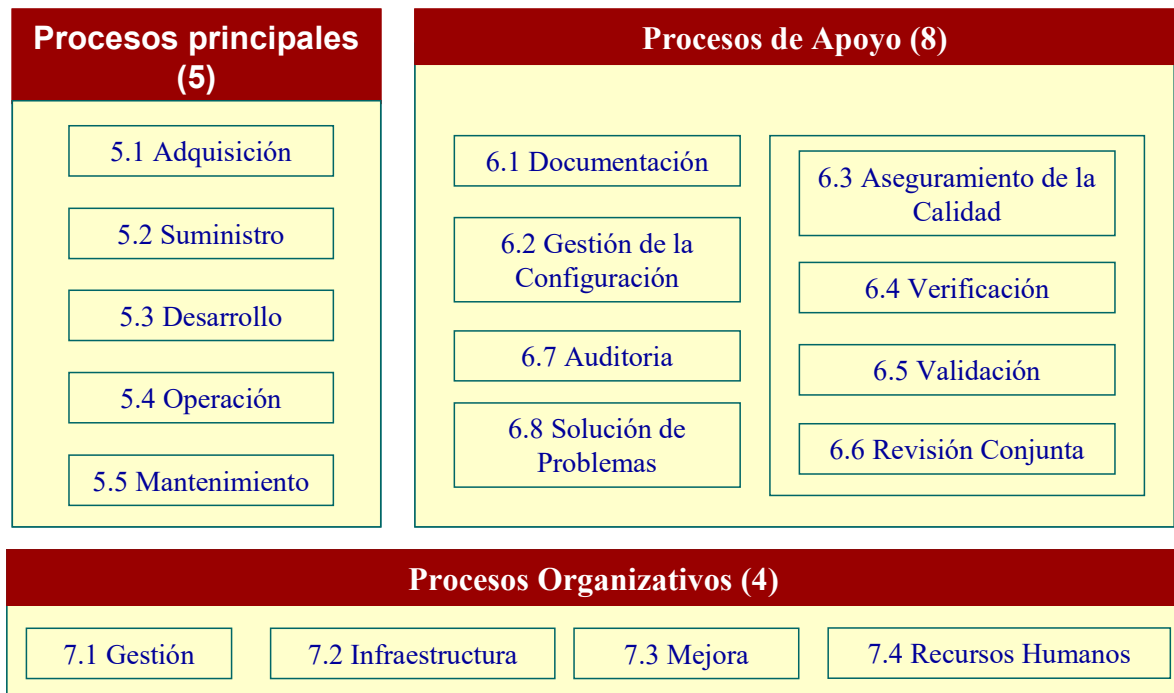 Procesos principales
(5)
5.1 Adquisición
5.2 Suministro
5.3 Desarrollo
5.4 Operación
5.5 Mantenimiento
Procesos de Apoyo (8)
6.1 Documentación
6.2 Gestión de la
Configuración
6.7 Auditoria
6.8 Solución de
Problemas
6.3 Aseguramiento de la
Calidad
6.4 Verificación
6.5 Validación
6.6 Revisión Conjunta
Procesos Organizativos (4)
7.1 Gestión
7.2 Infraestructura
7.3 Mejora
7.4 Recursos Humanos